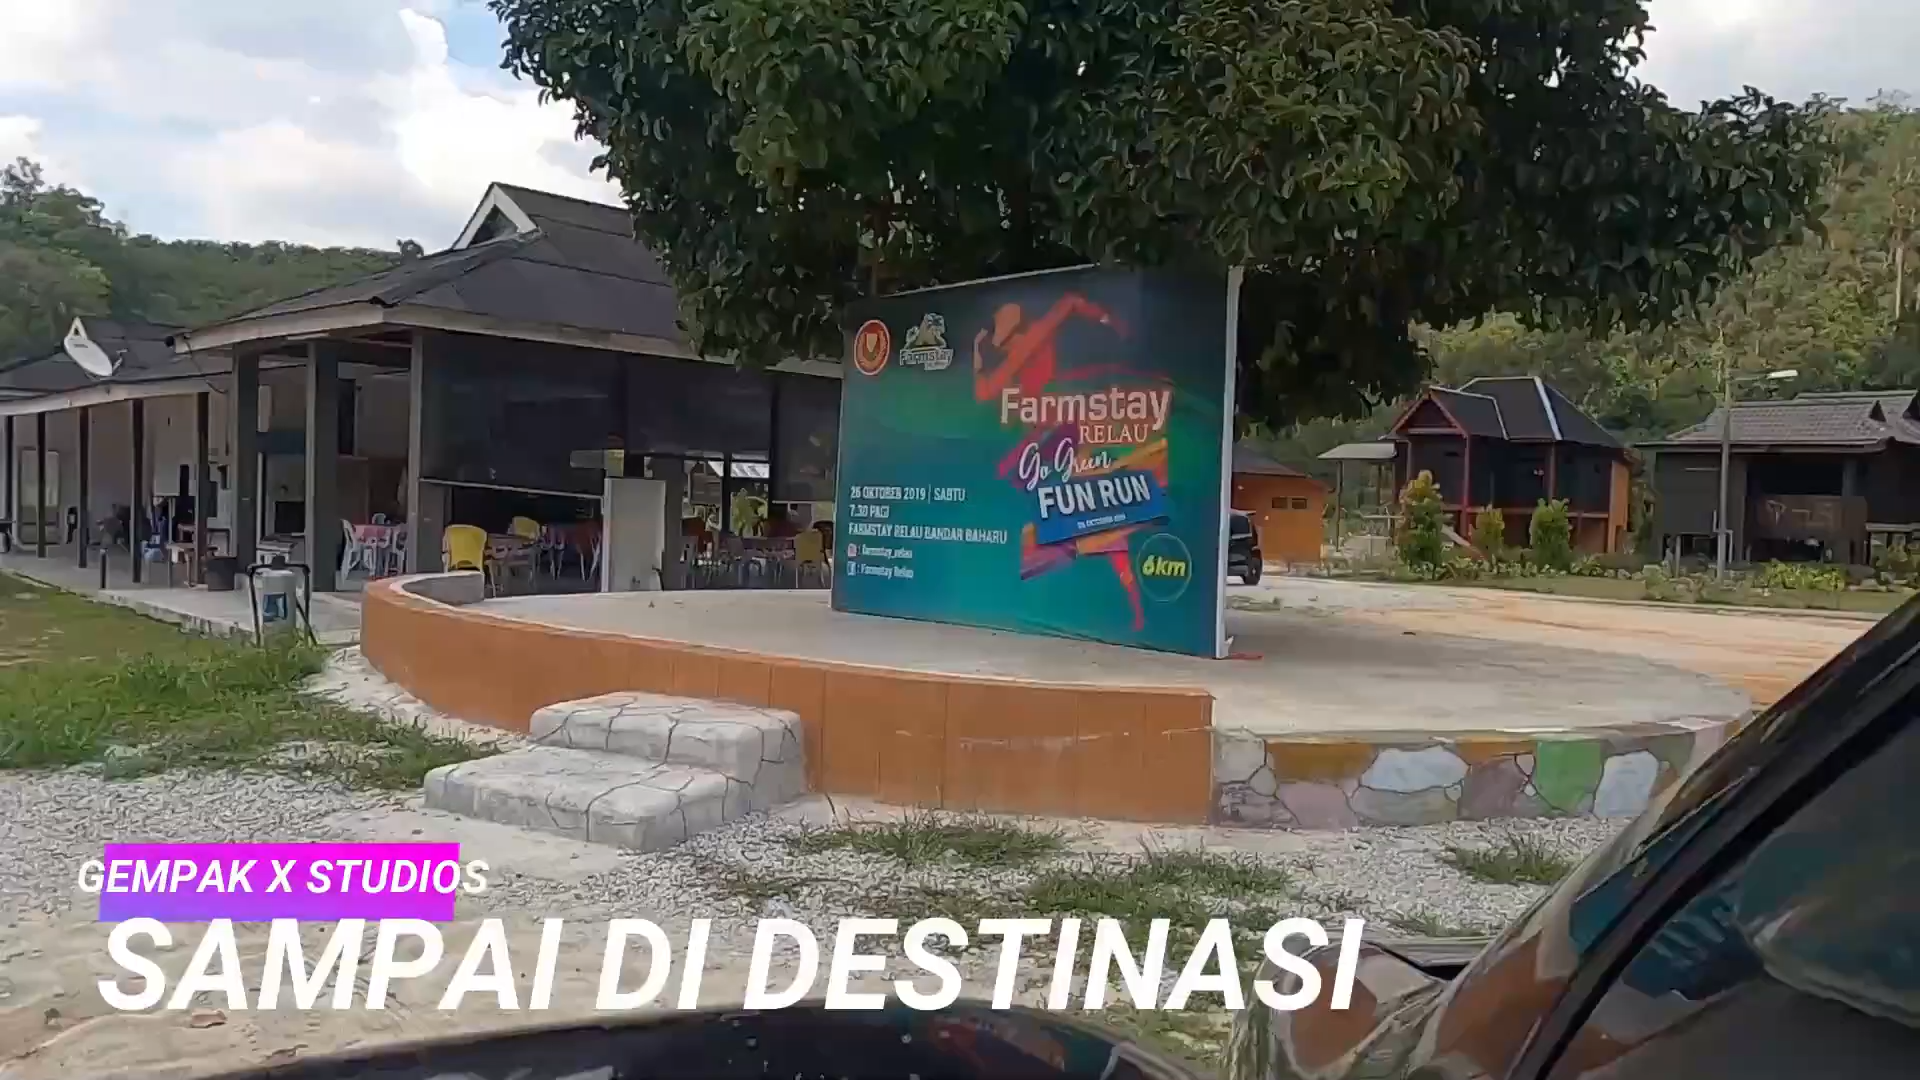 Farmstay
Farmstay
RELAU
Go Green
FUN RUN
26 OKTOBER 2019 | SABTU
7.30 PAGI
FARMSTAY RELAU BANDAR BAHARU
: farmstay_relau
: Farmstay Relau
6km
GEMPAK X STUDIOS
SAMPAI DI DESTINASI